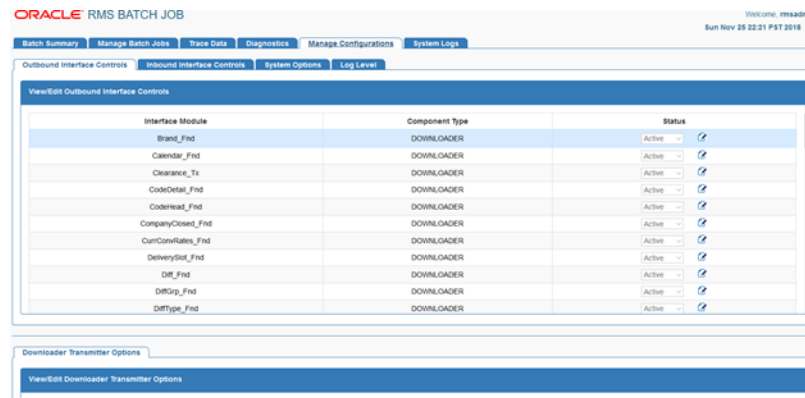 ORACLE RMS BATCH JOB
Welcome, rmsadm
Sun Nov 25 22:21 PST 2018
Batch Summary Manage Batch Jobs Trace Data Diagnostics Manage Configurations System Logs
Outbound Interface Controls Inbound Interface Controls System Options Log Level
View/Edit Outbound Interface Controls
Interface Module Component Type Status
Brand_Fnd DOWNLOADER Active
Calendar_Fnd DOWNLOADER Active
Clearance_Tx DOWNLOADER Active
CodeDetail_Fnd DOWNLOADER Active
CodeHead_Fnd DOWNLOADER Active
CompanyClosed_Fnd DOWNLOADER Active
CurrConvRates_Fnd DOWNLOADER Active
DeliverySlot_Fnd DOWNLOADER Active
Diff_Fnd DOWNLOADER Active
DiffGrp_Fnd DOWNLOADER Active
DiffType_Fnd DOWNLOADER Active
Downloader Transmitter Options
View/Edit Downloader Transmitter Options